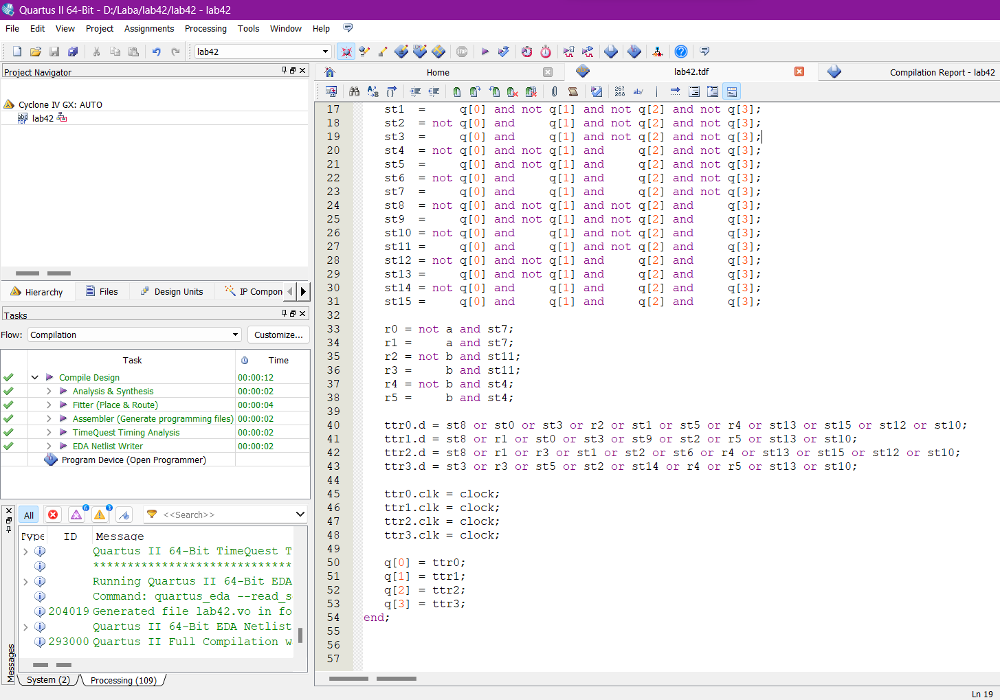 Quartus II 64-Bit - D:/Laba/lab42/lab42 - lab42
File Edit View Project Assignments Processing Tools Window Help
lab42
STOP
Project Navigator
Cyclone IV GX: AUTO
lab42
Hierarchy Files Design Units IP Compon
Tasks
Flow: Compilation Customize...
Task Time
Compile Design 00:00:12
Analysis & Synthesis 00:00:02
Fitter (Place & Route) 00:00:04
Assembler (Generate programming files) 00:00:02
TimeQuest Timing Analysis 00:00:02
EDA Netlist Writer 00:00:02
Program Device (Open Programmer)
All 6 3 <<Search>>
Type ID Message
Quartus II 64-Bit TimeQuest T
*****************************
Running Quartus II 64-Bit EDA
Command: quartus_eda --read_s
204019 Generated file lab42.vo in fo
Quartus II 64-Bit EDA Netlist
293000 Quartus II Full Compilation w
Messages
System (2) Processing (109)
Home lab42.tdf Compilation Report - lab42
267
268 ab/
17 st1 = q[0] and not q[1] and not q[2] and not q[3];
18 st2 = not q[0] and q[1] and not q[2] and not q[3];
19 st3 = q[0] and q[1] and not q[2] and not q[3];
20 st4 = not q[0] and not q[1] and q[2] and not q[3];
21 st5 = q[0] and not q[1] and q[2] and not q[3];
22 st6 = not q[0] and q[1] and q[2] and not q[3];
23 st7 = q[0] and q[1] and q[2] and not q[3];
24 st8 = not q[0] and not q[1] and not q[2] and q[3];
25 st9 = q[0] and not q[1] and not q[2] and q[3];
26 st10 = not q[0] and q[1] and not q[2] and q[3];
27 st11 = q[0] and q[1] and not q[2] and q[3];
28 st12 = not q[0] and not q[1] and q[2] and q[3];
29 st13 = q[0] and not q[1] and q[2] and q[3];
30 st14 = not q[0] and q[1] and q[2] and q[3];
31 st15 = q[0] and q[1] and q[2] and q[3];
32
33 r0 = not a and st7;
34 r1 = a and st7;
35 r2 = not b and st11;
36 r3 = b and st11;
37 r4 = not b and st4;
38 r5 = b and st4;
39
40 ttr0.d = st8 or st0 or st3 or r2 or st1 or st5 or r4 or st13 or st15 or st12 or st10;
41 ttr1.d = st8 or r1 or st0 or st3 or st9 or st2 or r5 or st13 or st10;
42 ttr2.d = st8 or r1 or r3 or st1 or st2 or st6 or r4 or st13 or st15 or st12 or st10;
43 ttr3.d = st3 or r3 or st5 or st2 or st14 or r4 or r5 or st13 or st10;
44
45 ttr0.clk = clock;
46 ttr1.clk = clock;
47 ttr2.clk = clock;
48 ttr3.clk = clock;
49
50 q[0] = ttr0;
51 q[1] = ttr1;
52 q[2] = ttr2;
53 q[3] = ttr3;
54 end;
55
56
57
Ln 19